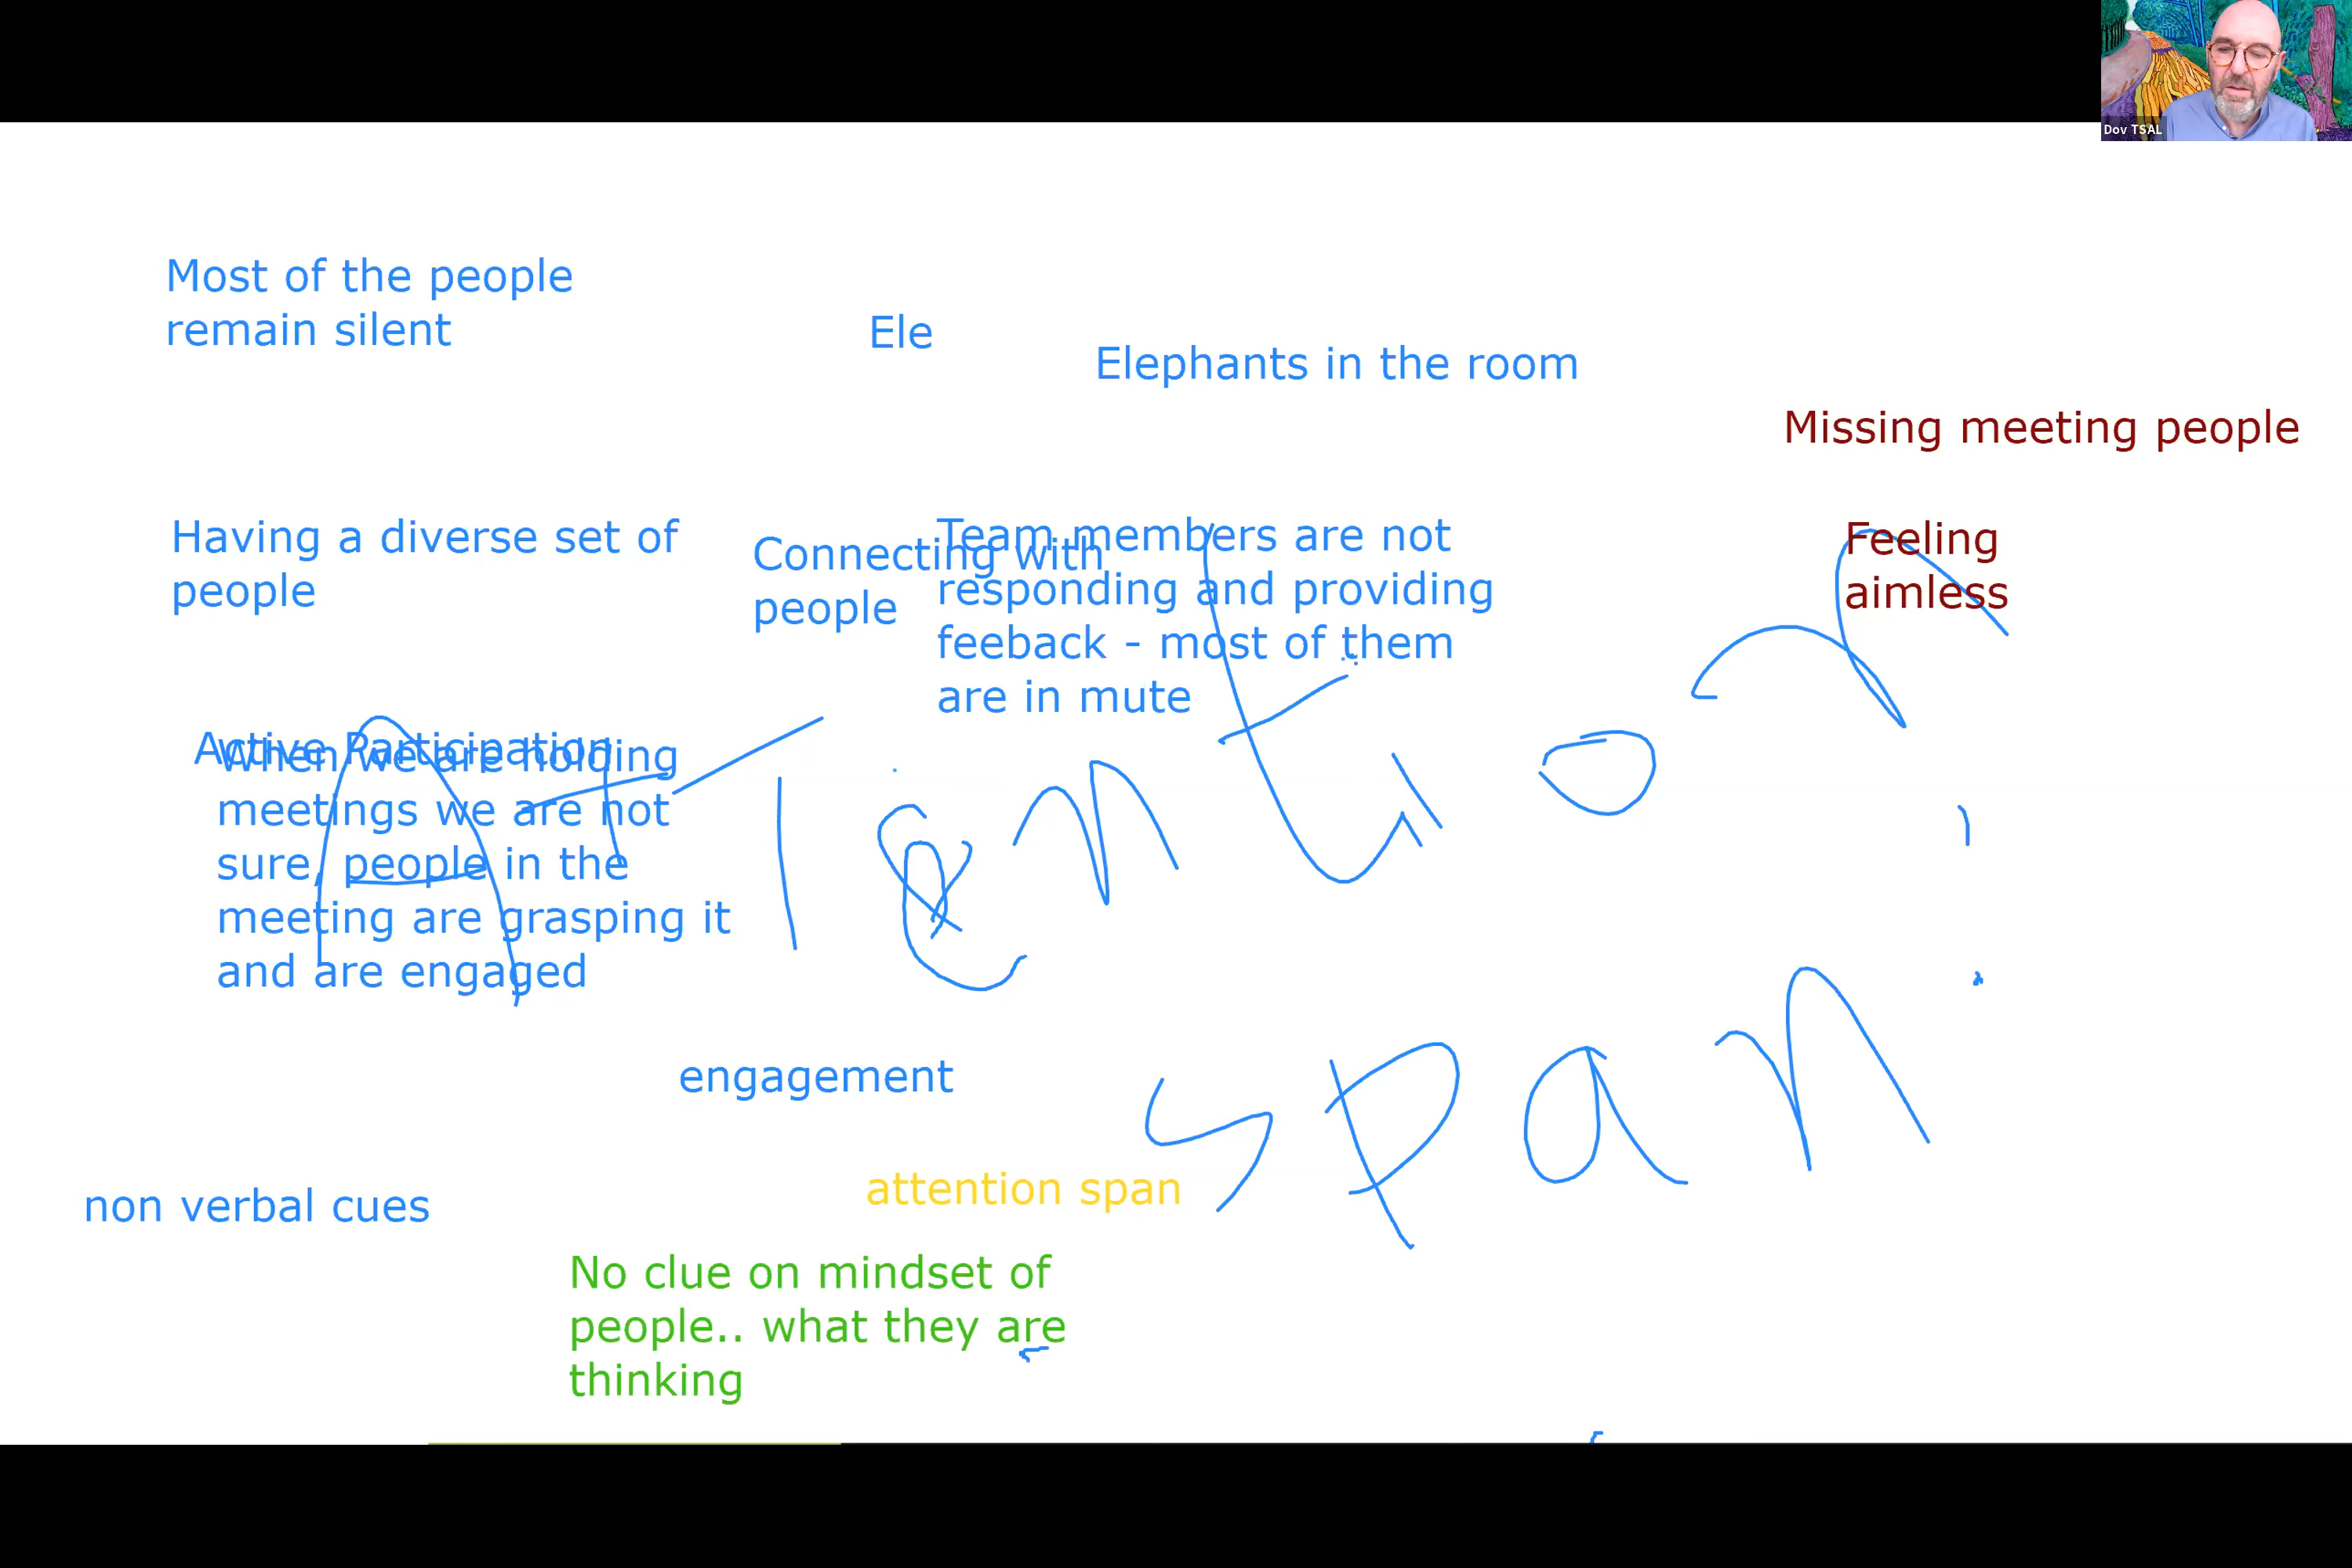 Dov TSAL
Most of the people
remain silent
Ele
Elephants in the room
Missing meeting people
Having a diverse set of
people
Connecting with
people
Team members are not
responding and providing
feeback - most of them
are in mute
Feeling
aimless
Active Participation
When we are holding
meetings we are not
sure, people in the
meeting are grasping it
and are engaged
Attention
span
engagement
attention span
non verbal cues
No clue on mindset of
people.. what they are
thinking